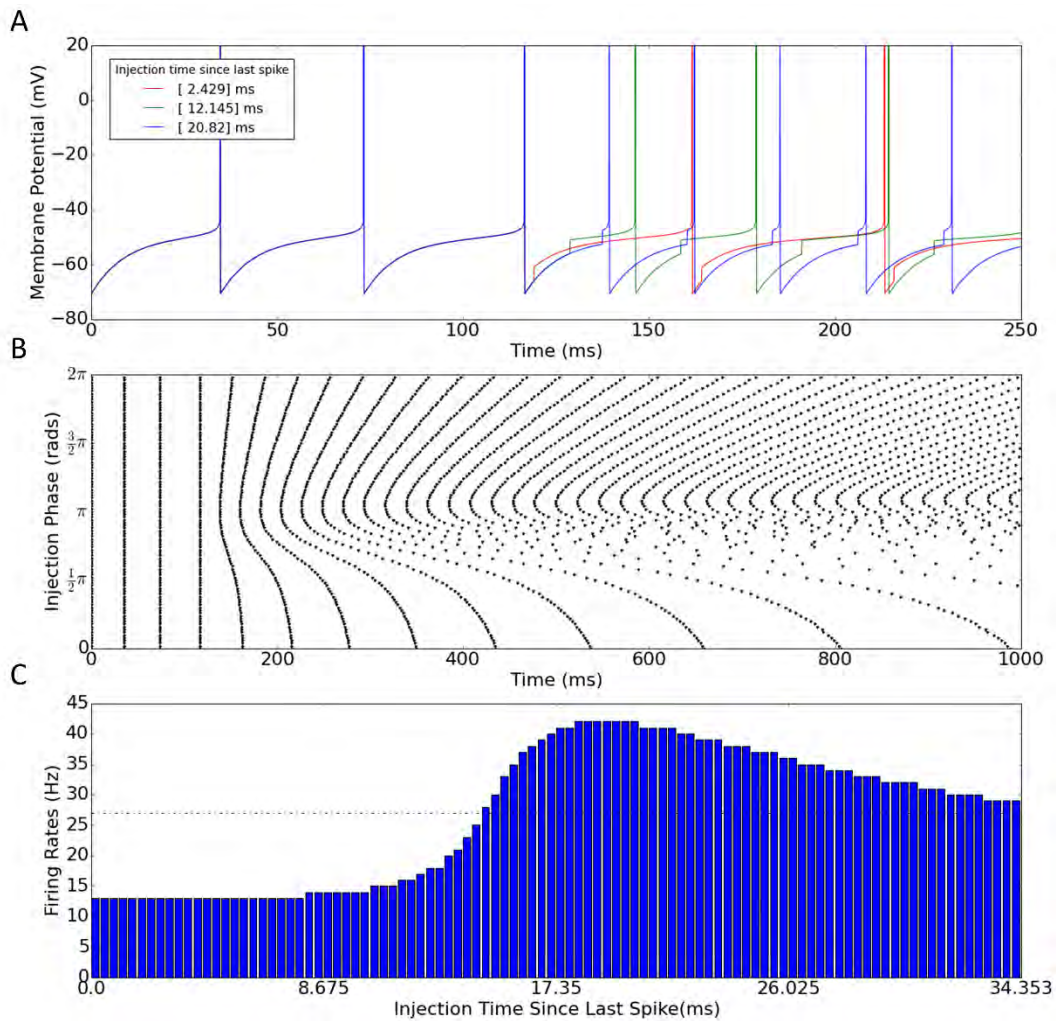 A
Membrane Potential (mV)
20
0
−20
−40
−60
−80
Injection time since last spike
[ 2.429] ms
[ 12.145] ms
[ 20.82] ms
0 50 100 150 200 250
Time (ms)
B
Injection Phase (rads)
2π
3/2 π
π
1/2 π
0
0 200 400 600 800 1000
Time (ms)
C
Firing Rates (Hz)
45
40
35
30
25
20
15
10
5
0
0.0 8.675 17.35 26.025 34.353
Injection Time Since Last Spike(ms)